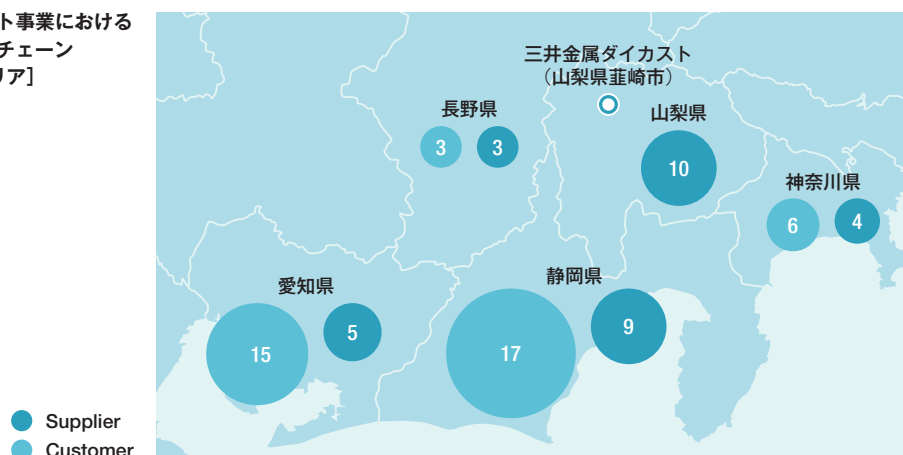 ト事業における
チェーン
リア]
三井金属ダイカスト
（山梨県韮崎市）
長野県
3
3
山梨県
10
神奈川県
6
4
愛知県
15
5
静岡県
17
9
Supplier
Customer